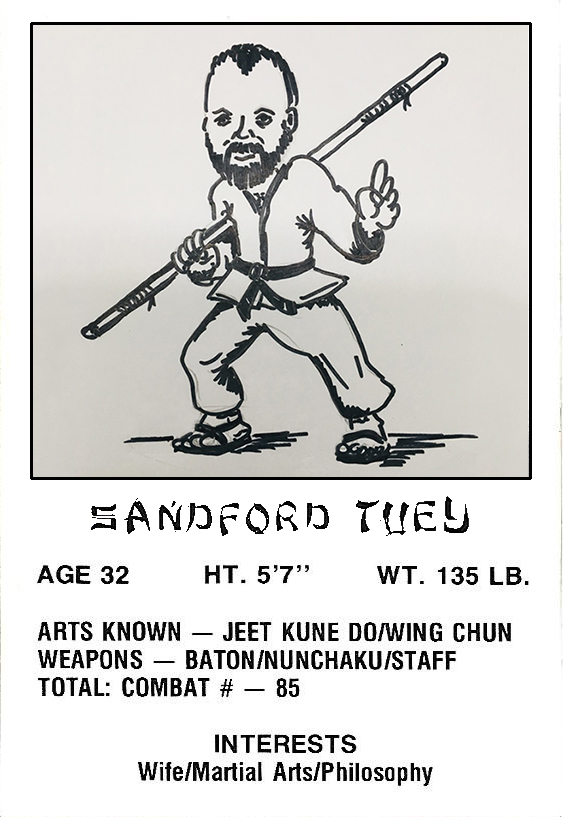 SANDFORD TUEY
AGE 32 HT. 5'7'' WT. 135 LB.
ARTS KNOWN — JEET KUNE DO/WING CHUN
WEAPONS — BATON/NUNCHAKU/STAFF
TOTAL: COMBAT # — 85
INTERESTS
Wife/Martial Arts/Philosophy